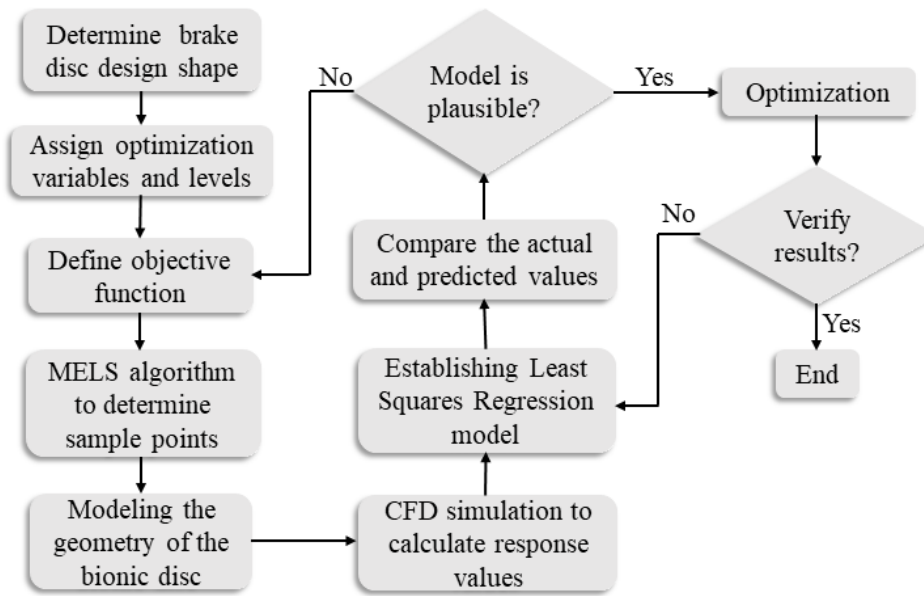 Determine brake
disc design shape
Assign optimization
variables and levels
Define objective
function
MELS algorithm
to determine
sample points
Modeling the
geometry of the
bionic disc
CFD simulation to
calculate response
values
Establishing Least
Squares Regression
model
Compare the actual
and predicted values
Model is
plausible?
No
Yes
Optimization
Verify
results?
No
Yes
End